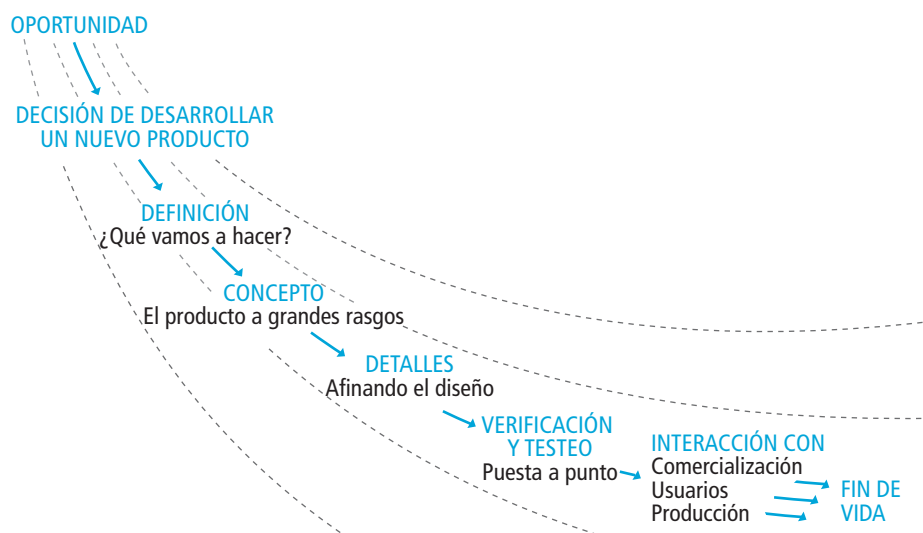 OPORTUNIDAD
DECISIÓN DE DESARROLLAR
UN NUEVO PRODUCTO
DEFINICIÓN
¿Qué vamos a hacer?
CONCEPTO
El producto a grandes rasgos
DETALLES
Afinando el diseño
VERIFICACIÓN
Y TESTEO
Puesta a punto
INTERACCIÓN CON
Comercialización
Usuarios
Producción
FIN DE
VIDA